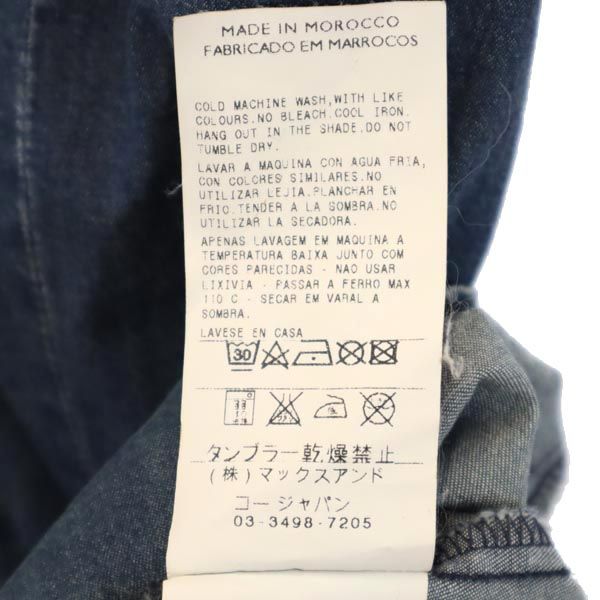 MADE IN MOROCCO
FABRICADO EM MARROCOS
COLD MACHINE WASH,WITH LIKE
COLOURS.NO BLEACH.COOL IRON.
HANG OUT IN THE SHADE.DO NOT
TUMBLE DRY.
LAVAR A MAQUINA CON AGUA FRIA,
CON COLORES SIMILARES.NO
UTILIZAR LEJIA.PLANCHAR EN
FRIO.TENDER A LA SOMBRA.NO
UTILIZAR LA SECADORA.
APENAS LAVAGEM EM MAQUINA A
TEMPERATURA BAIXA JUNTO COM
CORES PARECIDAS - NAO USAR
LIXIVIA - PASSAR A FERRO MAX
110 C - SECAR EM VARAL A
SOMBRA.
LAVESE EN CASA
30
タンブラー乾燥禁止
(株)マックスアンド
コージャパン
03-3498-7205